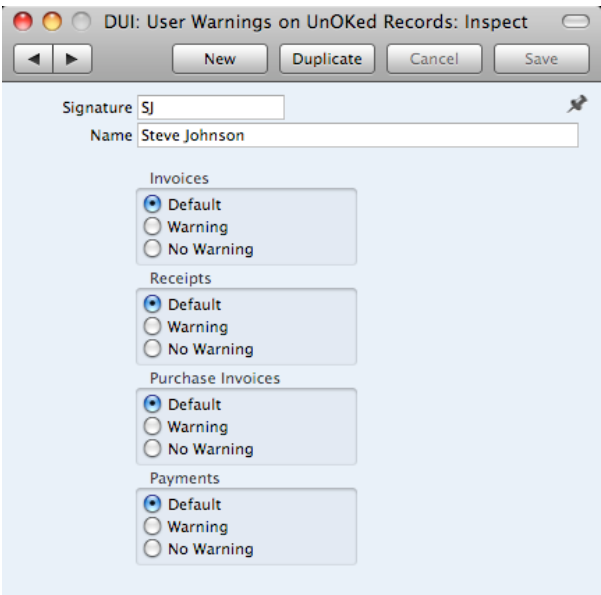 DUI: User Warnings on UnOKed Records: Inspect
New Duplicate Cancel Save
Signature SJ
Name Steve Johnson
Invoices
Default
Warning
No Warning
Receipts
Default
Warning
No Warning
Purchase Invoices
Default
Warning
No Warning
Payments
Default
Warning
No Warning